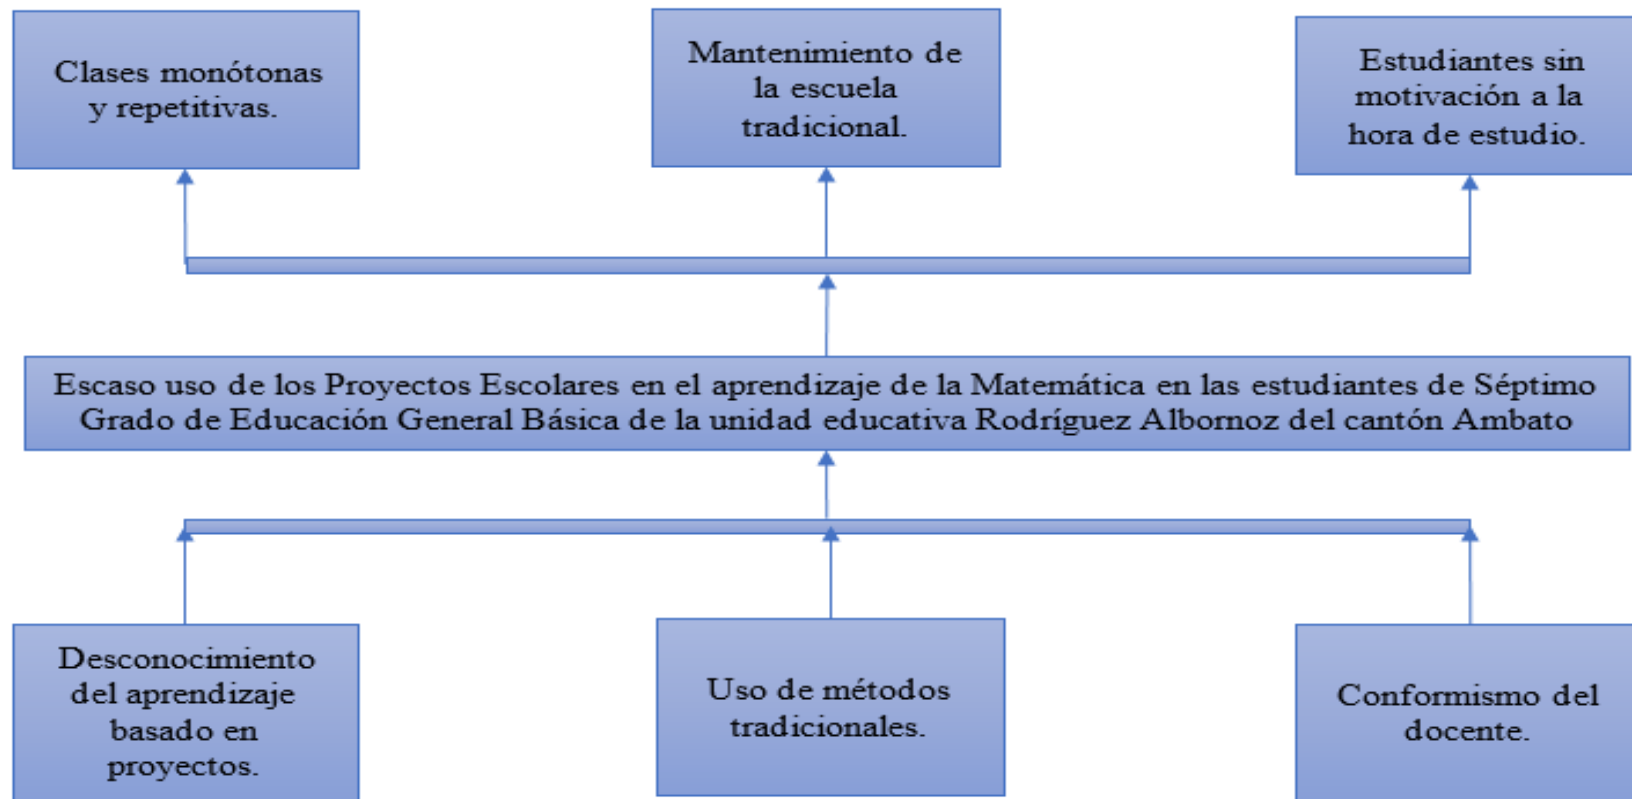 Clases monótonas
y repetitivas.
Mantenimiento de
la escuela
tradicional.
Estudiantes sin
motivación a la
hora de estudio.
Escaso uso de los Proyectos Escolares en el aprendizaje de la Matemática en las estudiantes de Séptimo
Grado de Educación General Básica de la unidad educativa Rodríguez Albornoz del cantón Ambato
Desconocimiento
del aprendizaje
basado en
proyectos.
Uso de métodos
tradicionales.
Conformismo del
docente.